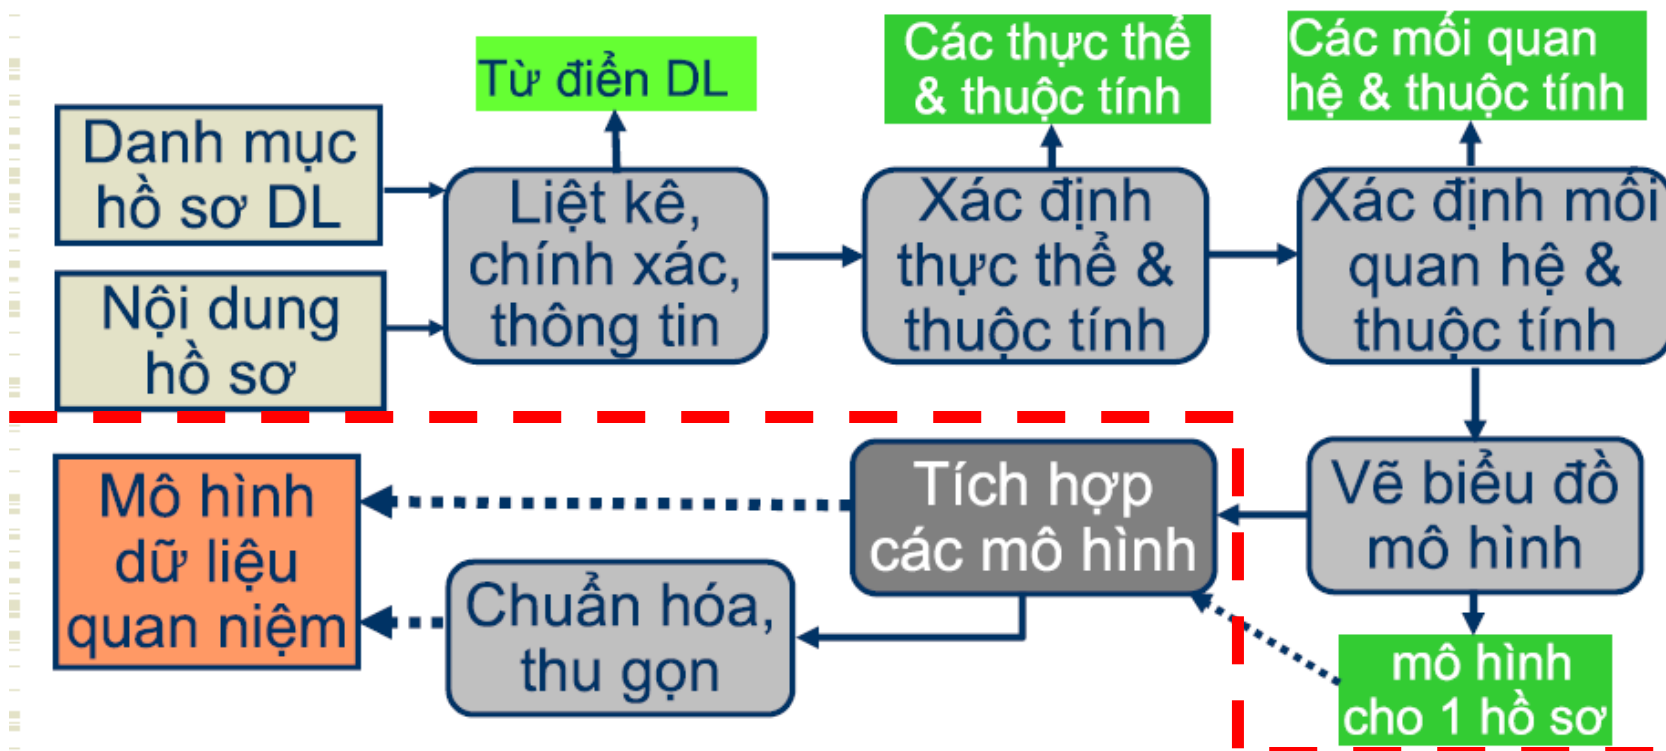 Từ điển DL
Các thực thể
& thuộc tính
Các mối quan
hệ & thuộc tính
Danh mục
hồ sơ DL
Nội dung
hồ sơ
Liệt kê,
chính xác,
thông tin
Xác định
thực thể &
thuộc tính
Xác định mối
quan hệ &
thuộc tính
Mô hình
dữ liệu
quan niệm
Chuẩn hóa,
thu gọn
Tích hợp
các mô hình
Vẽ biểu đồ
mô hình
mô hình
cho 1 hồ sơ